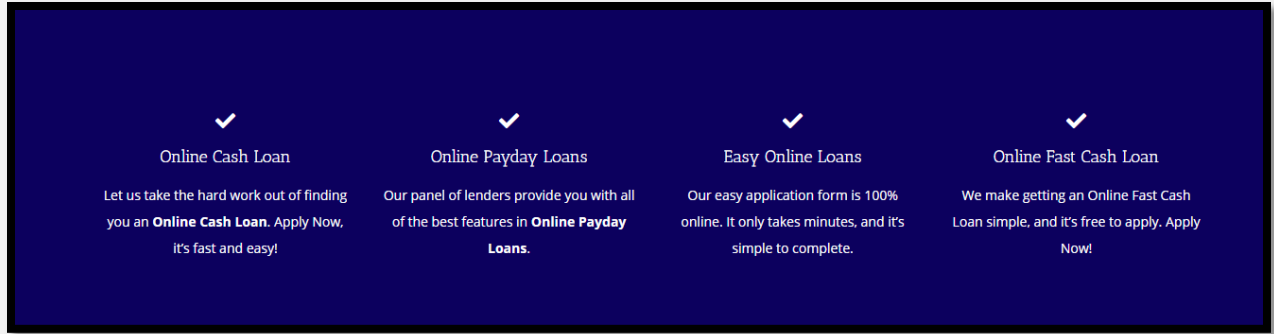 Online Cash Loan
Let us take the hard work out of finding
you an Online Cash Loan. Apply Now,
it's fast and easy!
Online Payday Loans
Our panel of lenders provide you with all
of the best features in Online Payday
Loans.
Easy Online Loans
Our easy application form is 100%
online. It only takes minutes, and it's
simple to complete.
Online Fast Cash Loan
We make getting an Online Fast Cash
Loan simple, and it's free to apply. Apply
Now!